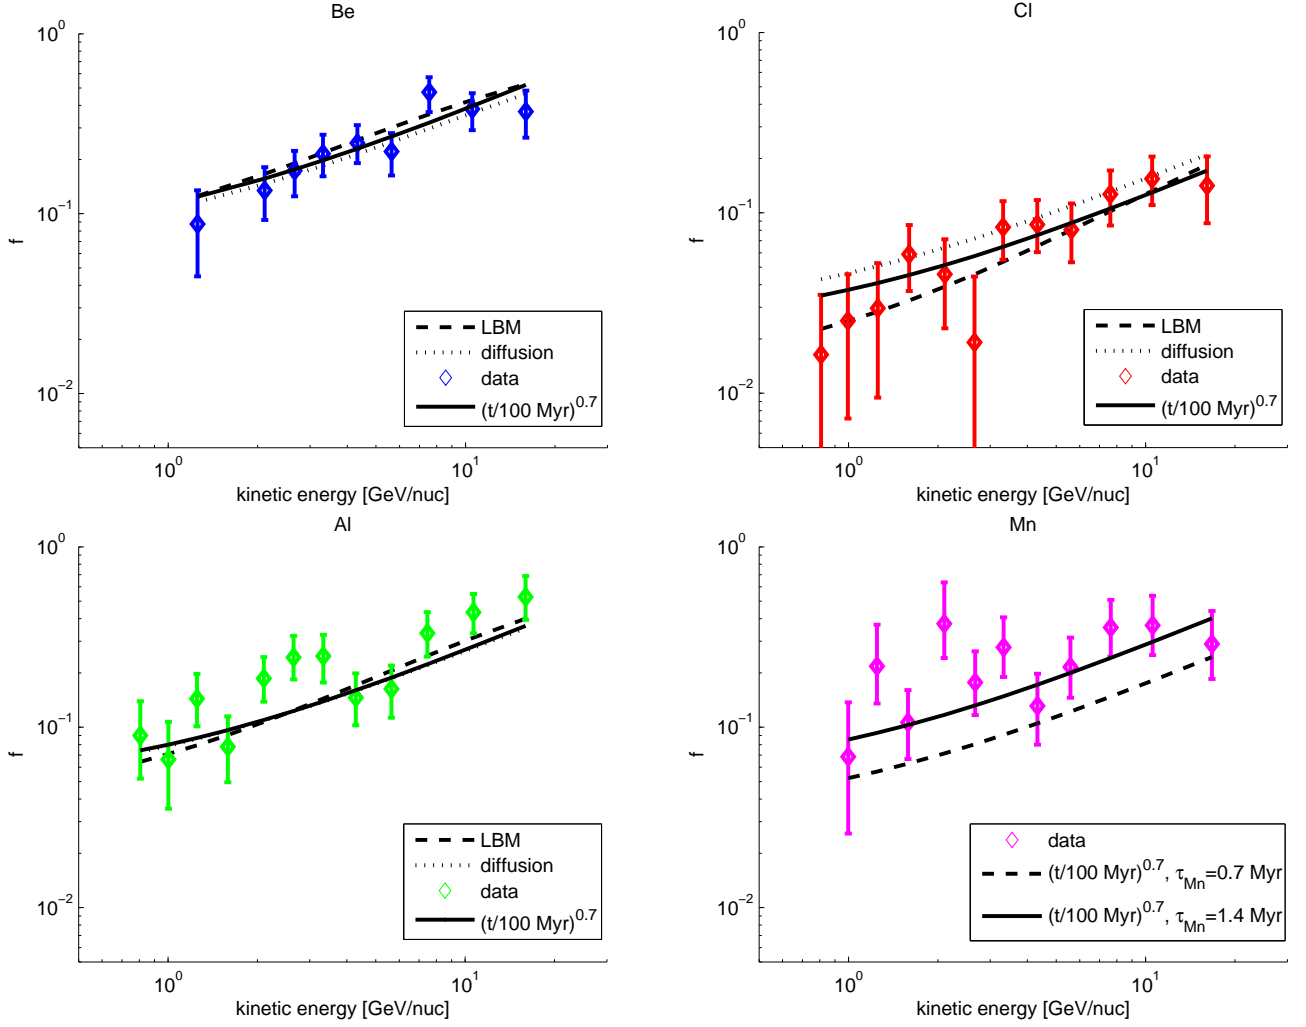 Be
10^0
10^-1
10^-2
f
LBM
diffusion
data
(t/100 Myr)^0.7
10^0
10^1
kinetic energy [GeV/nuc]
Cl
10^0
10^-1
10^-2
f
LBM
diffusion
data
(t/100 Myr)^0.7
10^0
10^1
kinetic energy [GeV/nuc]
Al
10^0
10^-1
10^-2
f
LBM
diffusion
data
(t/100 Myr)^0.7
10^0
10^1
kinetic energy [GeV/nuc]
Mn
10^0
10^-1
10^-2
f
data
(t/100 Myr)^0.7, τ_Mn=0.7 Myr
(t/100 Myr)^0.7, τ_Mn=1.4 Myr
10^0
10^1
kinetic energy [GeV/nuc]